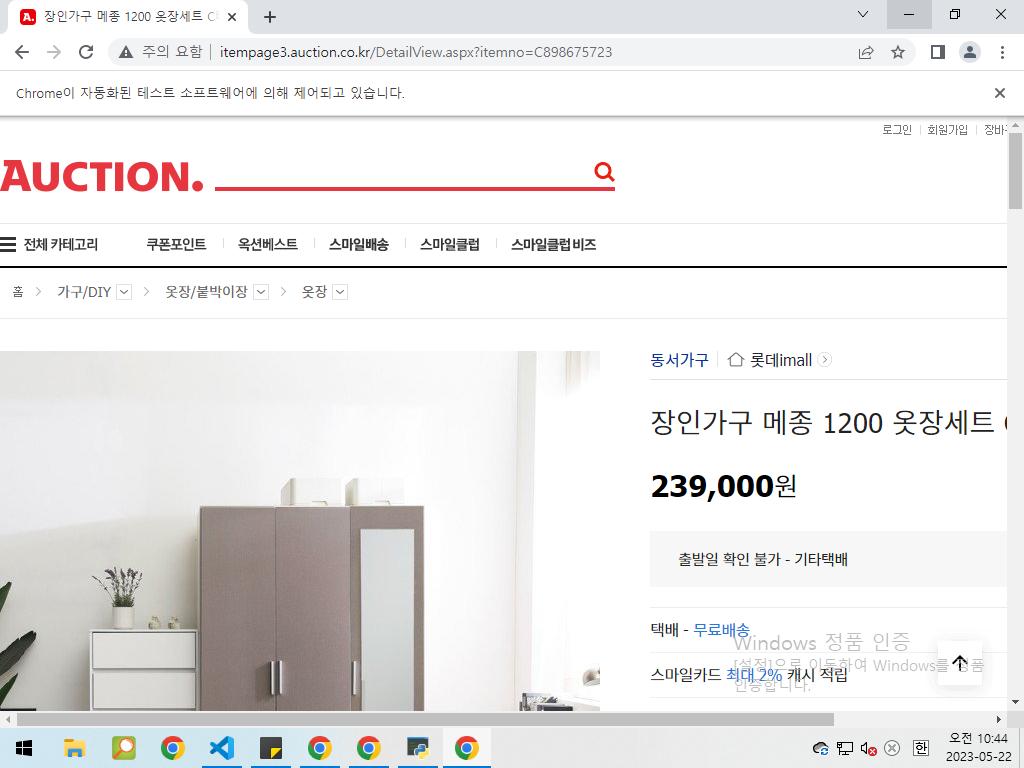 장인가구 메종 1200 옷장세트
주의 요함 itempage3.auction.co.kr/DetailView.aspx?itemno=C898675723
Chrome이 자동화된 테스트 소프트웨어에 의해 제어되고 있습니다.
로그인 회원가입 장바
AUCTION.
전체 카테고리 쿠폰포인트 옥션베스트 스마일배송 스마일클럽 스마일클럽 비즈
홈 가구/DIY 옷장/붙박이장 옷장
동서가구 롯데imall
장인가구 메종 1200 옷장세트
239,000원
출발일 확인 불가 - 기타택배
택배 - 무료배송
Windows 정품 인증
[설정]으로 이동하여 Windows를 정품
인증합니다.
스마일카드 최대 2% 캐시 적립
한
오전 10:44
2023-05-22